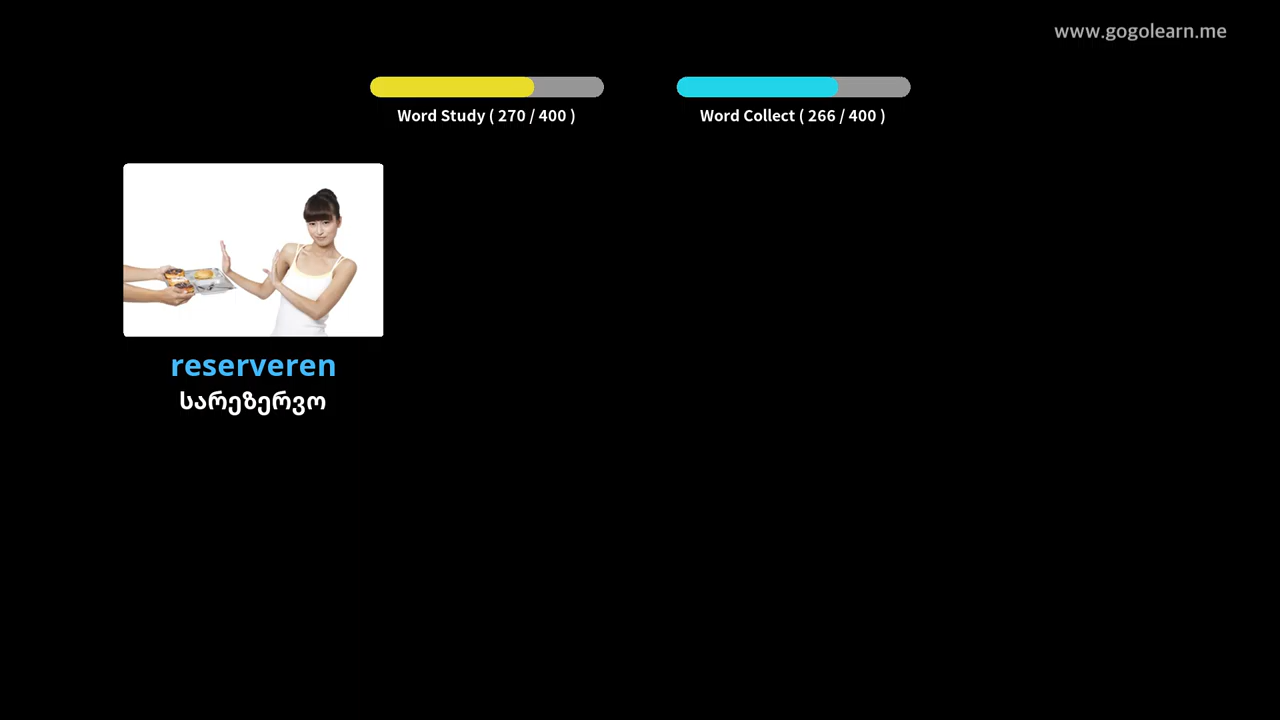 www.gogolearn.me
Word Study ( 270 / 400 )
Word Collect ( 266 / 400 )
reserveren
სარეზერვო